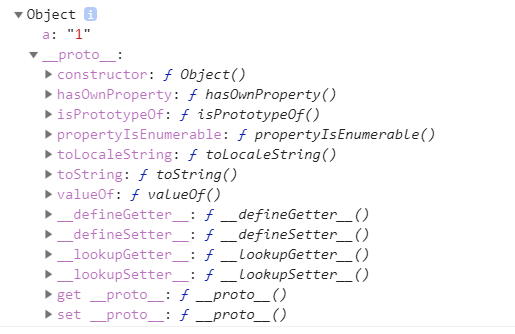 Object i
a: "1"
__proto__:
constructor: ƒ Object()
hasOwnProperty: ƒ hasOwnProperty()
isPrototypeOf: ƒ isPrototypeOf()
propertyIsEnumerable: ƒ propertyIsEnumerable()
toLocaleString: ƒ toLocaleString()
toString: ƒ toString()
valueOf: ƒ valueOf()
__defineGetter__: ƒ __defineGetter__()
__defineSetter__: ƒ __defineSetter__()
__lookupGetter__: ƒ __lookupGetter__()
__lookupSetter__: ƒ __lookupSetter__()
get __proto__: ƒ __proto__()
set __proto__: ƒ __proto__()